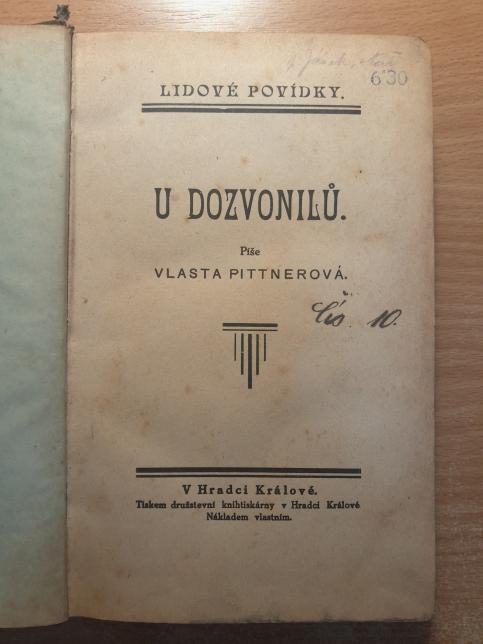 6·30
LIDOVÉ POVÍDKY.
U DOZVONILŮ.
Píše
VLASTA PITTNEROVÁ.
Čís. 10.
V Hradci Králové.
Tiskem družstevní knihtiskárny v Hradci Králové
Nákladem vlastním.